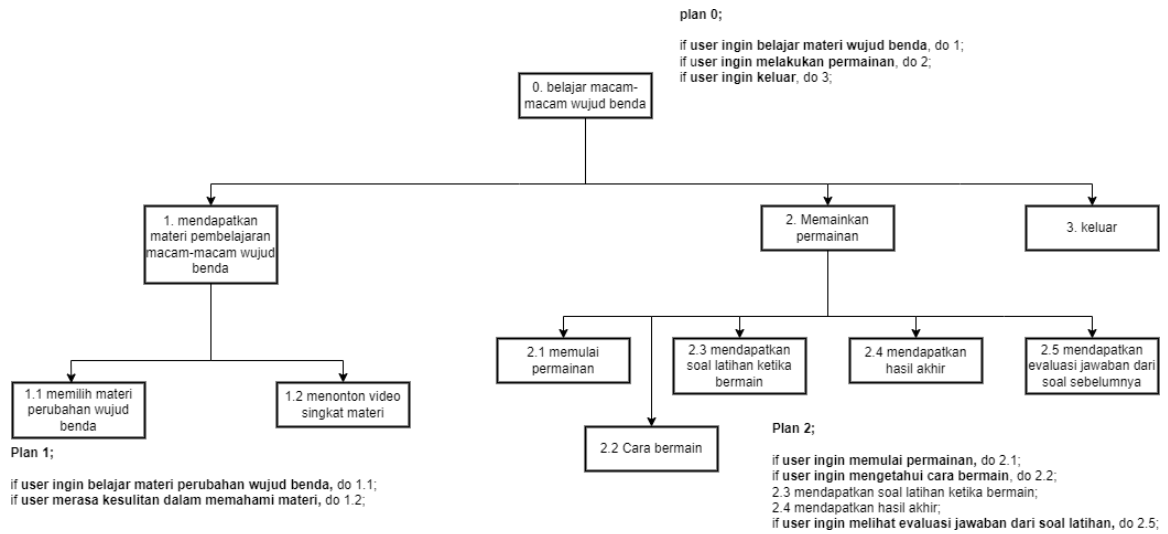 plan 0;
if user ingin belajar materi wujud benda, do 1;
if user ingin melakukan permainan, do 2;
if user ingin keluar, do 3;
0. belajar macam-
macam wujud benda
1. mendapatkan
materi pembelajaran
macam-macam wujud
benda
2. Memainkan
permainan
3. keluar
1.1 memilih materi
perubahan wujud
benda
1.2 menonton video
singkat materi
2.1 memulai
permainan
2.2 Cara bermain
2.3 mendapatkan
soal latihan ketika
bermain
2.4 mendapatkan
hasil akhir
2.5 mendapatkan
evaluasi jawaban dari
soal sebelumnya
Plan 1;
if user ingin belajar materi perubahan wujud benda, do 1.1;
if user merasa kesulitan dalam memahami materi, do 1.2;
Plan 2;
if user ingin memulai permainan, do 2.1;
if user ingin mengetahui cara bermain, do 2.2;
2.3 mendapatkan soal latihan ketika bermain;
2.4 mendapatkan hasil akhir;
if user ingin melihat evaluasi jawaban dari soal latihan, do 2.5;